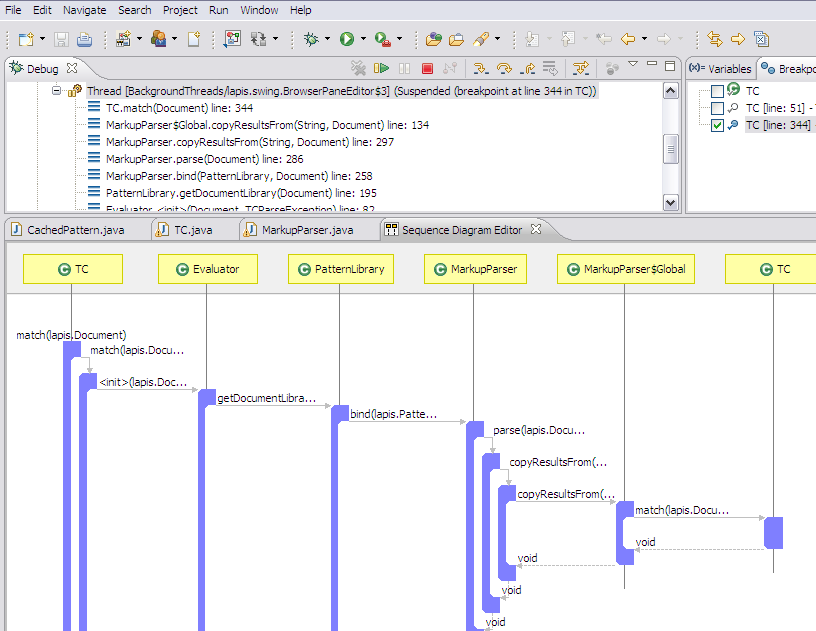 File Edit Navigate Search Project Run Window Help
Debug
Thread [BackgroundThreads/lapis.swing.BrowserPaneEditor$3] (Suspended (breakpoint at line 344 in TC))
TC.match(Document) line: 344
MarkupParser$Global.copyResultsFrom(String, Document) line: 134
MarkupParser.copyResultsFrom(String, Document) line: 297
MarkupParser.parse(Document) line: 286
MarkupParser.bind(PatternLibrary, Document) line: 258
PatternLibrary.getDocumentLibrary(Document) line: 195
Evaluator.<init>(Document, TCParseException) line: 82
(x)= Variables Breakpo
TC
TC [line: 51] -
TC [line: 344]
CachedPattern.java TC.java MarkupParser.java Sequence Diagram Editor
TC Evaluator PatternLibrary MarkupParser MarkupParser$Global TC
match(lapis.Document)
match(lapis.Docu...
<init>(lapis.Doc...
getDocumentLibra...
bind(lapis.Patte...
parse(lapis.Docu...
copyResultsFrom(...
copyResultsFrom(...
match(lapis.Docu...
void
void
void
void